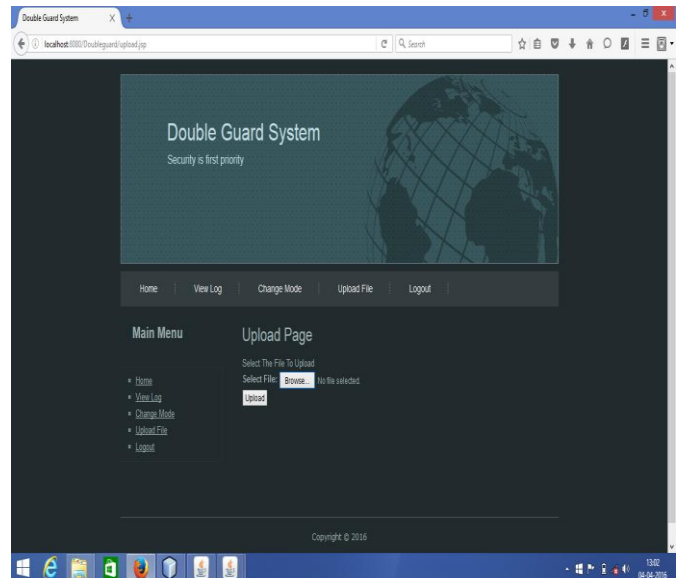 Double Guard System
localhost:8080/Doubleguard/upload.jsp
Search
Double Guard System
Security is first priority
Home View Log Change Mode Upload File Logout
Main Menu
Home
View Log
Change Mode
Upload File
Logout
Upload Page
Select The File To Upload
Select File: Browse... No file selected.
Upload
Copyright © 2016
13:02
04-04-2016